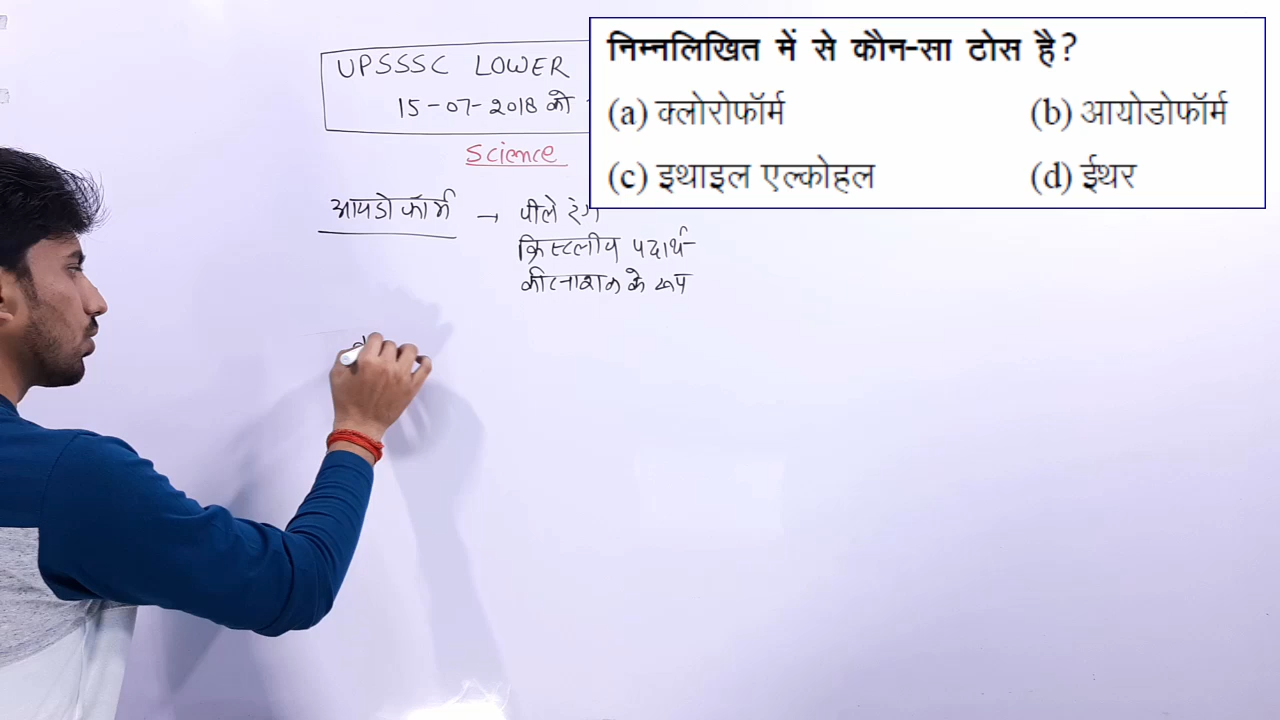 UPSSSC LOWER
15-07-2018 को
Science
निम्नलिखित में से कौन-सा ठोस है?
(a) क्लोरोफॉर्म (b) आयोडोफॉर्म
(c) इथाइल एल्कोहल (d) ईथर
आयडोफॉर्म → पीले रंग
क्रिस्टलीय पदार्थ-
कीटनाशक के रूप